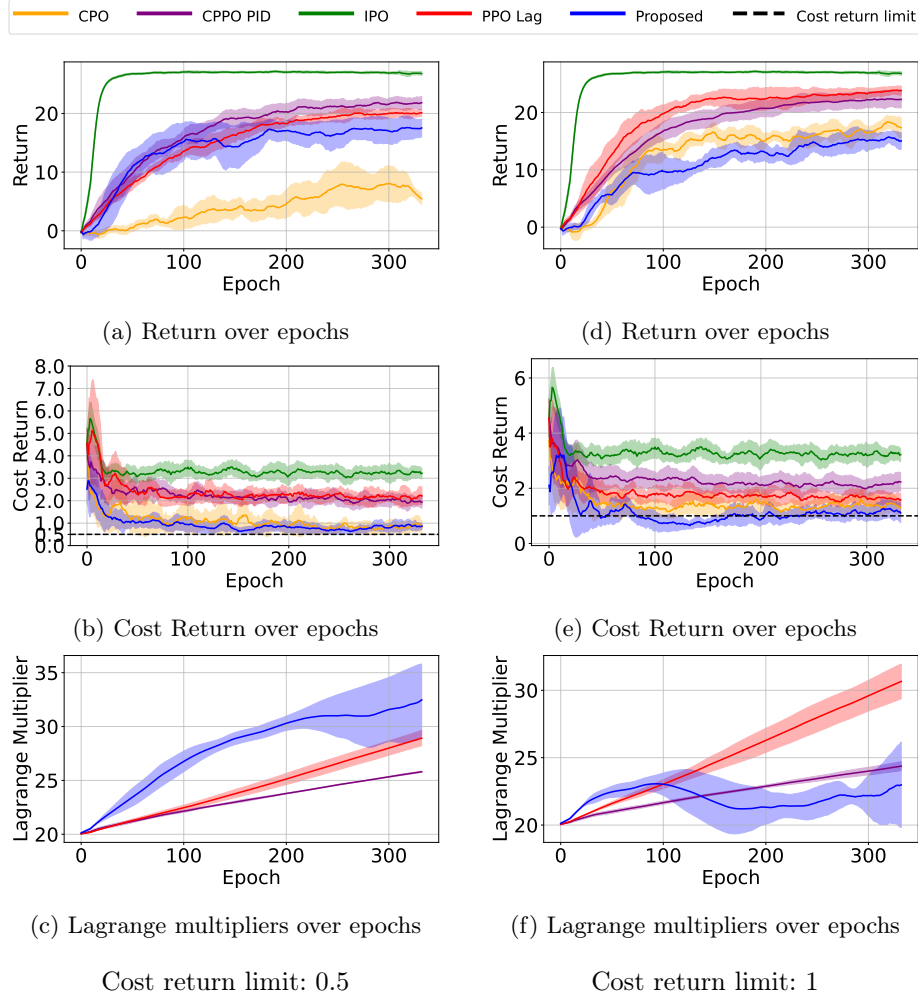 CPO CPPO PID IPO PPO Lag Proposed Cost return limit
20
10
0
Return
0 100 200 300
Epoch
(a) Return over epochs
20
10
0
Return
0 100 200 300
Epoch
(d) Return over epochs
8.0
7.0
6.0
5.0
4.0
3.0
2.0
1.0
0.5
0.0
Cost Return
0 100 200 300
Epoch
(b) Cost Return over epochs
6
4
2
0
Cost Return
0 100 200 300
Epoch
(e) Cost Return over epochs
35
30
25
20
Lagrange Multiplier
0 100 200 300
Epoch
(c) Lagrange multipliers over epochs
30
25
20
Lagrange Multiplier
0 100 200 300
Epoch
(f) Lagrange multipliers over epochs
Cost return limit: 0.5
Cost return limit: 1